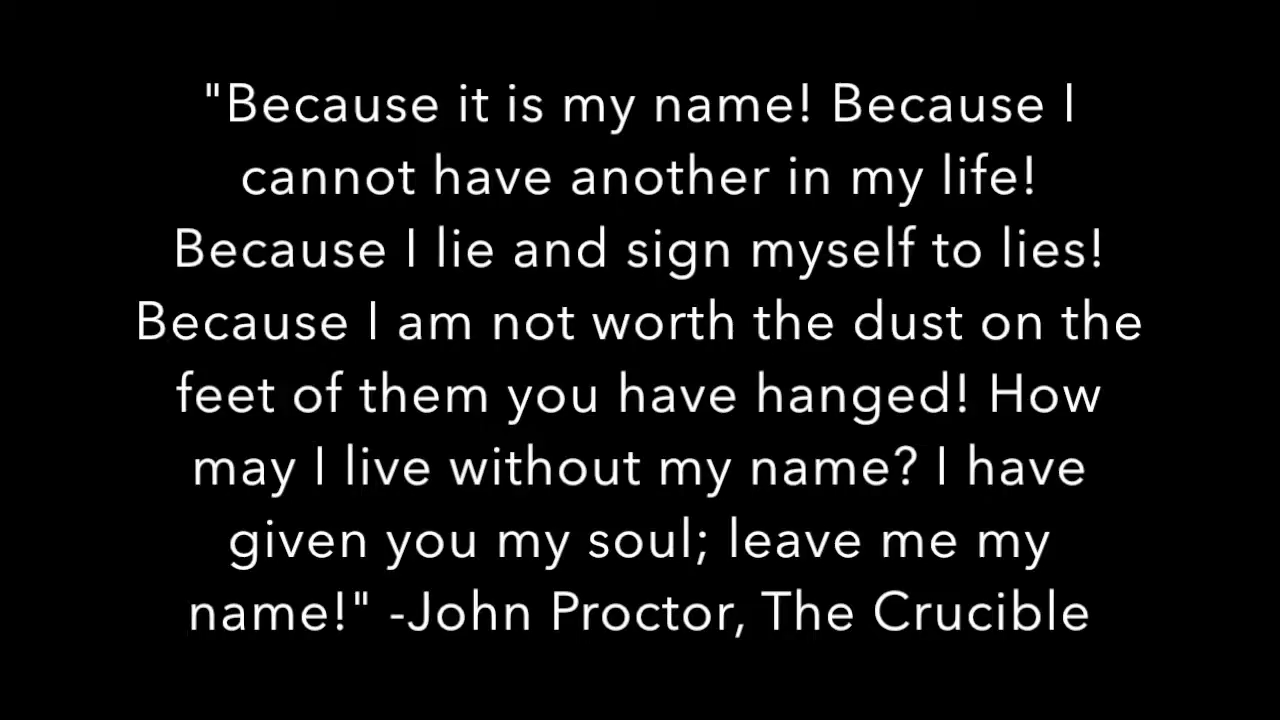 "Because it is my name! Because I
cannot have another in my life!
Because I lie and sign myself to lies!
Because I am not worth the dust on the
feet of them you have hanged! How
may I live without my name? I have
given you my soul; leave me my
name!" -John Proctor, The Crucible